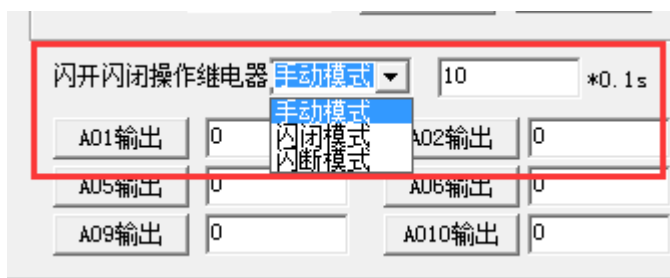 闪开闪闭操作继电器 手动模式 10 *0.1s
手动模式
闪闭模式
闪断模式
A01输出 0 A02输出 0
A05输出 0 A06输出 0
A09输出 0 A010输出 0